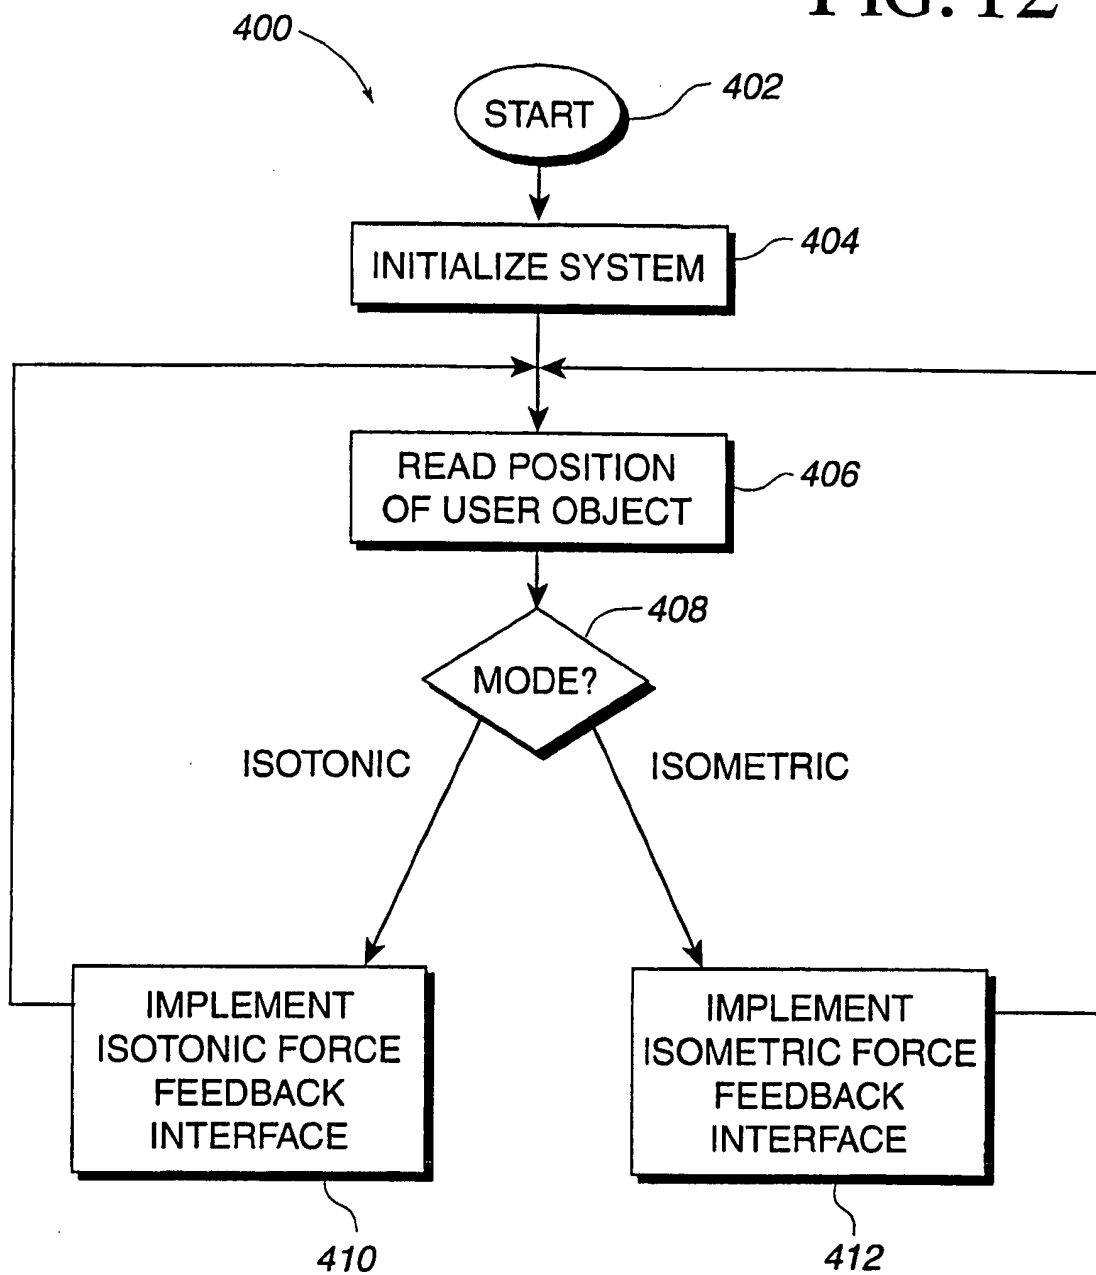 FIG. 12
400
START
402
INITIALIZE SYSTEM
404
READ POSITION
OF USER OBJECT
406
408
MODE?
ISOTONIC
ISOMETRIC
IMPLEMENT
ISOTONIC FORCE
FEEDBACK
INTERFACE
IMPLEMENT
ISOMETRIC FORCE
FEEDBACK
INTERFACE
410
412